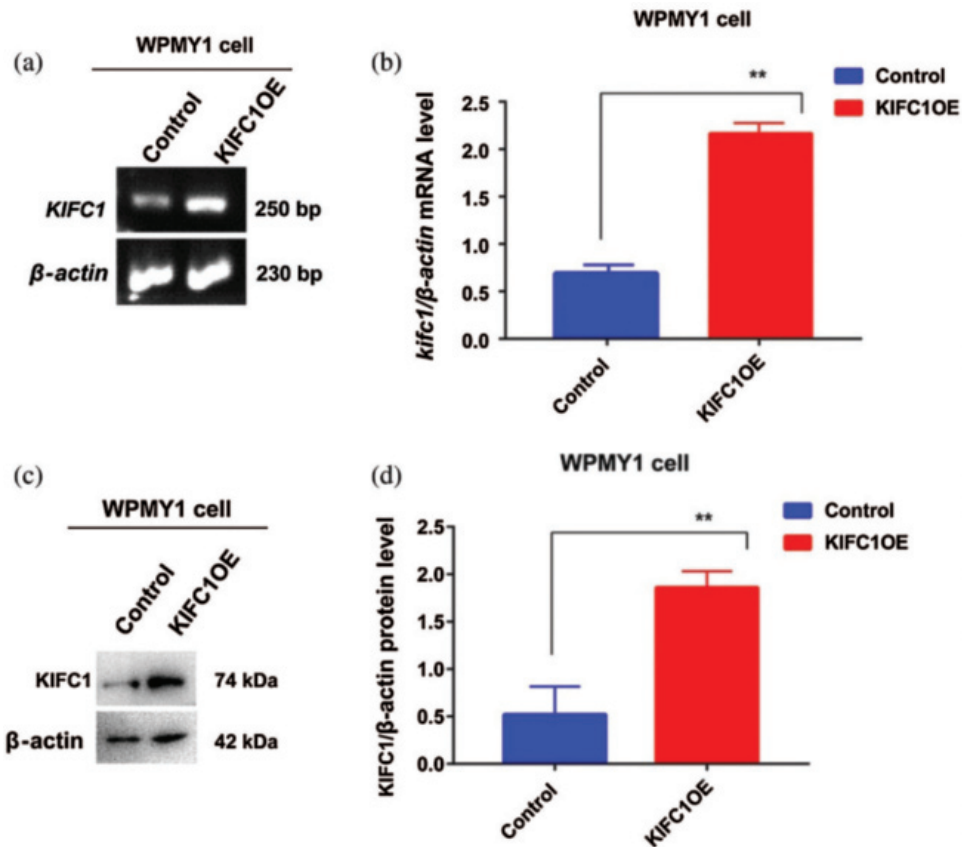 (a)
WPMY1 cell
Control
KIFC1OE
KIFC1
250 bp
β-actin
230 bp
(b)
WPMY1 cell
**
Control
KIFC1OE
kifc1/β-actin mRNA level
2.5
2.0
1.5
1.0
0.5
0.0
Control
KIFC1OE
(c)
WPMY1 cell
Control
KIFC1OE
KIFC1
74 kDa
β-actin
42 kDa
(d)
WPMY1 cell
**
Control
KIFC1OE
KIFC1/β-actin protein level
2.5
2.0
1.5
1.0
0.5
0.0
Control
KIFC1OE